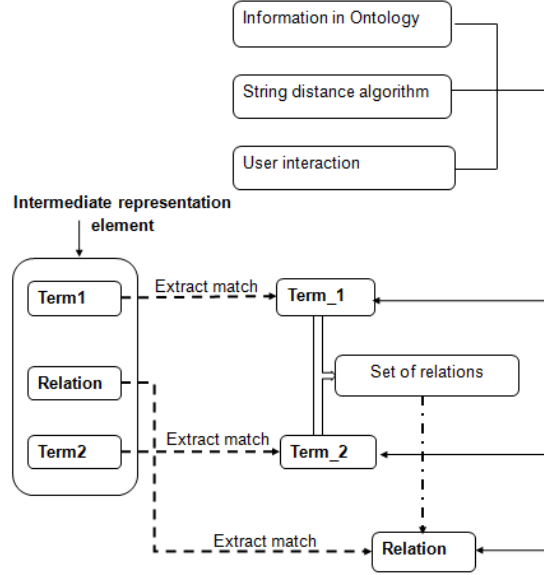 Information in Ontology
String distance algorithm
User interaction
Intermediate representation
element
Term1
Extract match
Term_1
Relation
Set of relations
Term2
Extract match
Term_2
Extract match
Relation